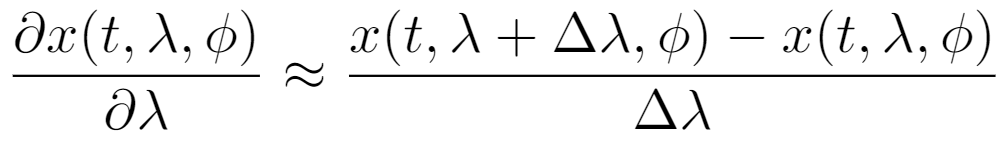 ∂x(t, λ, ϕ)/∂λ ≈ (x(t, λ + Δλ, ϕ) − x(t, λ, ϕ))/Δλ